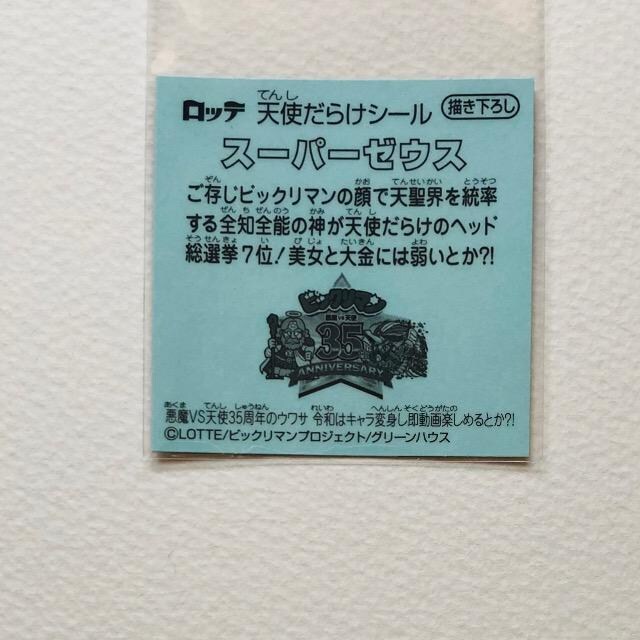 ロッテ 天使だらけシール 描き下ろし
スーパーゼウス
ご存じビックリマンの顔で天聖界を統率
する全知全能の神が天使だらけのヘッド
総選挙7位!美女と大金には弱いとか?!
ビックリマン
悪魔VS天使
35th
ANNIVERSARY
悪魔VS天使35周年のウワサ 令和はキャラ変身し即動画楽しめるとか?!
©LOTTE/ビックリマンプロジェクト/グリーンハウス